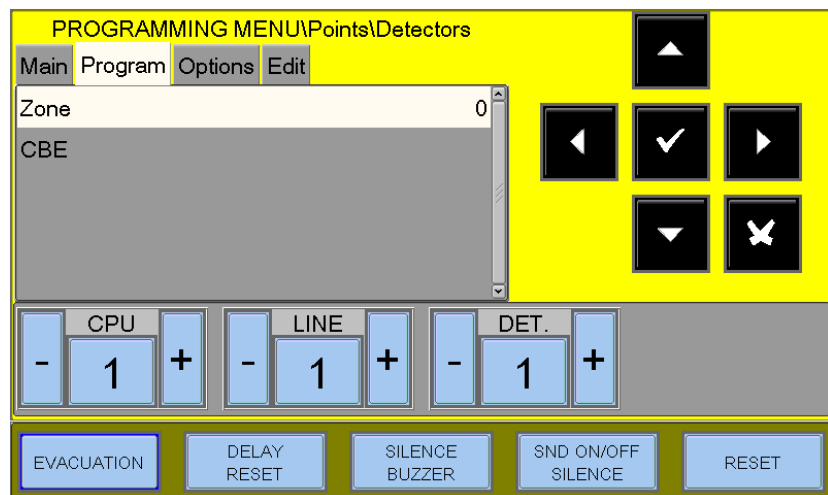 PROGRAMMING MENU\Points\Detectors
Main Program Options Edit
Zone 0
CBE
CPU LINE DET.
- 1 + - 1 + - 1 +
EVACUATION
DELAY
RESET
SILENCE
BUZZER
SND ON/OFF
SILENCE
RESET